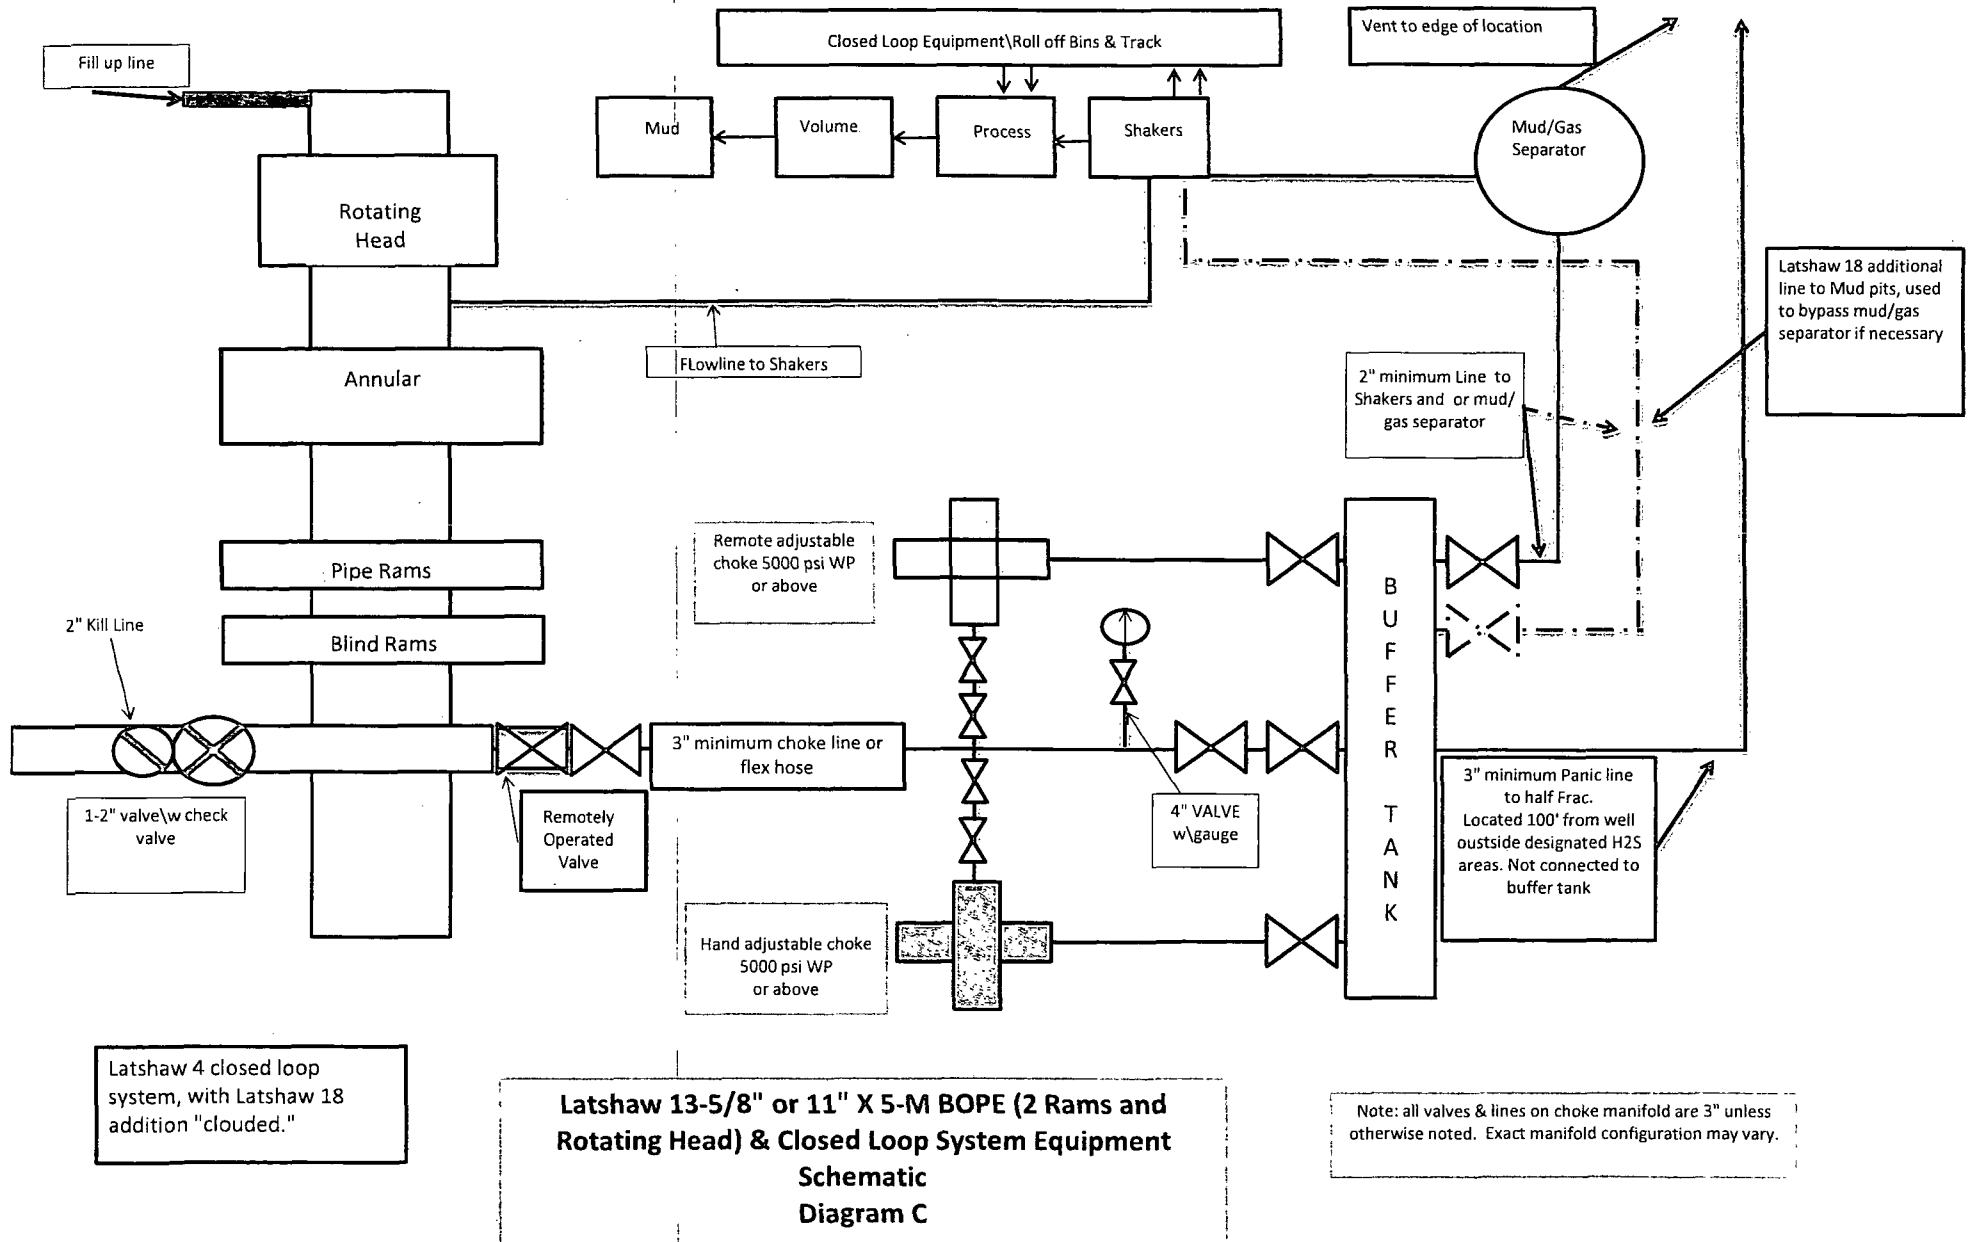 Closed Loop Equipment\Roll off Bins & Track
Vent to edge of location
Fill up line
Mud
Volume
Process
Shakers
Mud/Gas
Separator
Rotating
Head
Latshaw 18 additional
line to Mud pits, used
to bypass mud/gas
separator if necessary
FLowline to Shakers
Annular
2" minimum Line to
Shakers and or mud/
gas separator
Remote adjustable
choke 5000 psi WP
or above
Pipe Rams
2" Kill Line
Blind Rams
B
U
F
F
E
R
T
A
N
K
3" minimum choke line or
flex hose
1-2" valve\w check
valve
Remotely
Operated
Valve
4" VALVE
w\gauge
3" minimum Panic line
to half Frac.
Located 100' from well
oustside designated H2S
areas. Not connected to
buffer tank
Hand adjustable choke
5000 psi WP
or above
Latshaw 4 closed loop
system, with Latshaw 18
addition "clouded."
Latshaw 13-5/8" or 11" X 5-M BOPE (2 Rams and
Rotating Head) & Closed Loop System Equipment
Schematic
Diagram C
Note: all valves & lines on choke manifold are 3" unless
otherwise noted. Exact manifold configuration may vary.